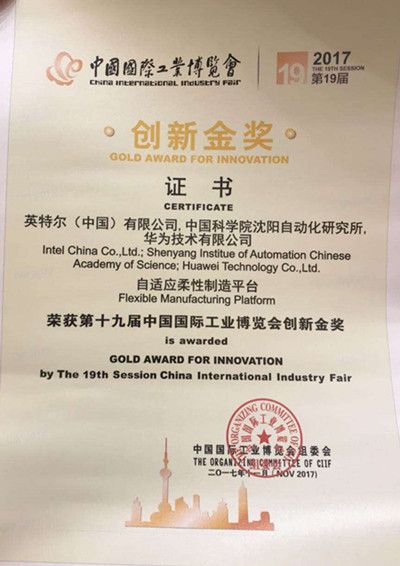 中國國際工業博覽會
China International Industry Fair
19
2017
THE 19TH SESSION
第19届
创新金奖
GOLD AWARD FOR INNOVATION
证 书
CERTIFICATE
英特尔（中国）有限公司, 中国科学院沈阳自动化研究所,
华为技术有限公司
Intel China Co.,Ltd.; Shenyang Institue of Automation Chinese
Academy of Science; Huawei Technology Co.,Ltd.
自适应柔性制造平台
Flexible Manufacturing Platform
荣获第十九届中国国际工业博览会创新金奖
is awarded
GOLD AWARD FOR INNOVATION
by The 19th Session China International Industry Fair
中国国际工业博览会组委会
THE ORGANIZING COMMITTEE OF CIIF
二〇一七年十一月（NOV 2017)